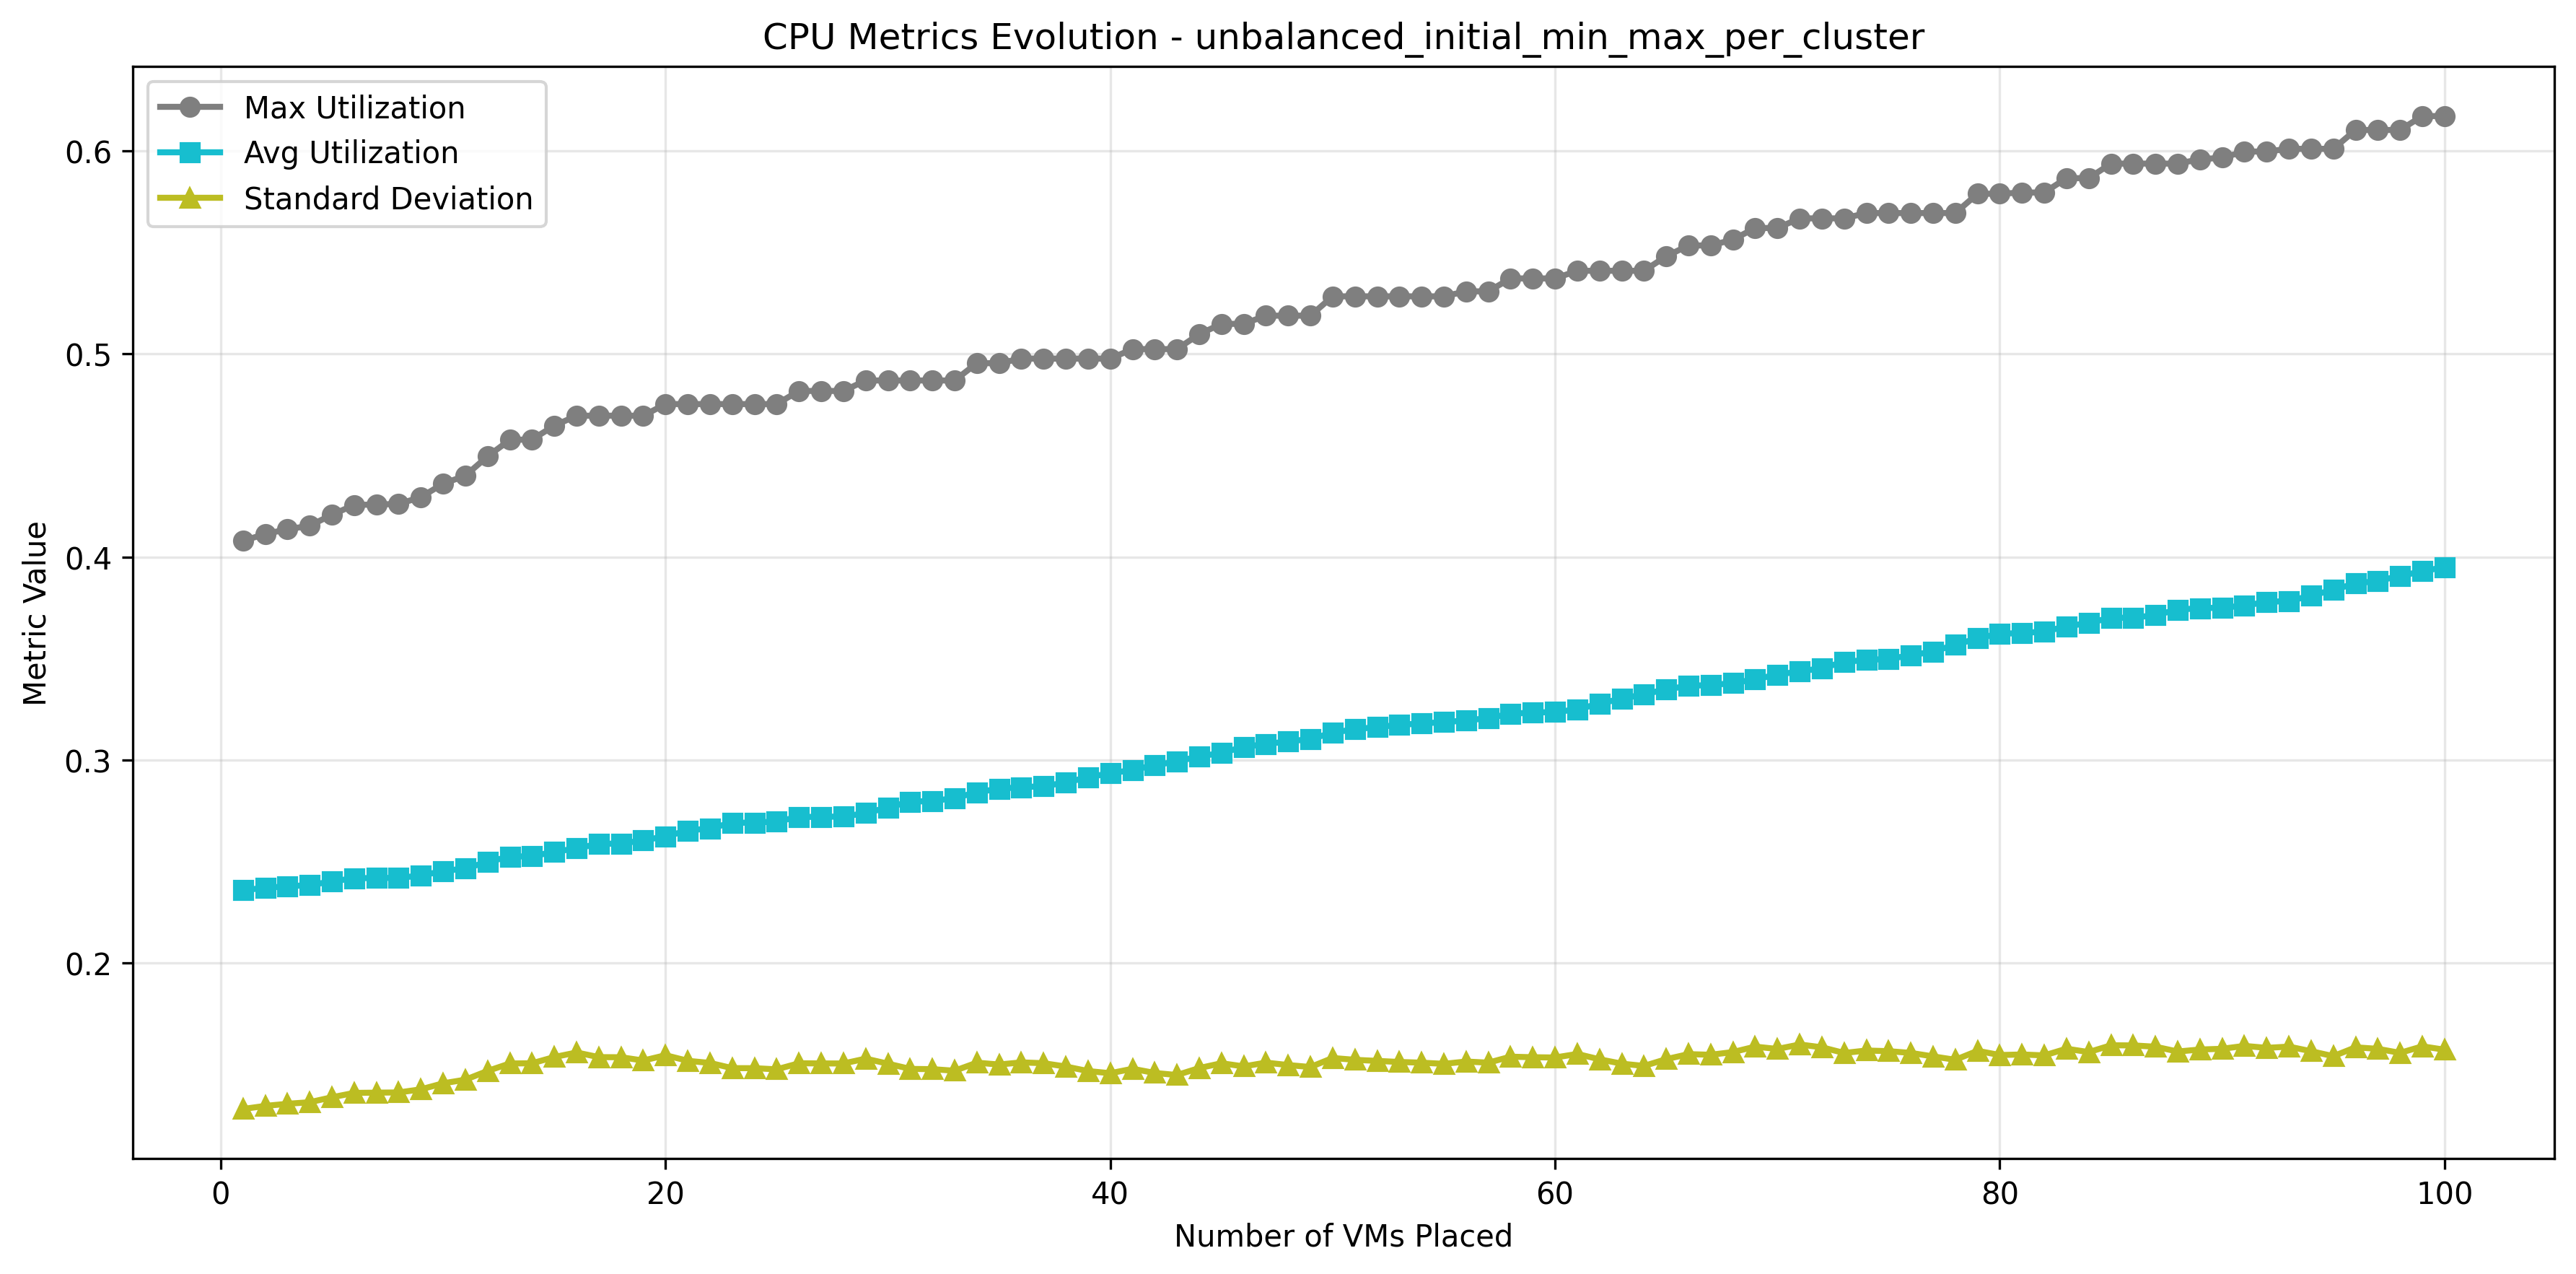 CPU Metrics Evolution - unbalanced_initial_min_max_per_cluster
Max Utilization
Avg Utilization
Standard Deviation
0.6
0.5
0.4
0.3
0.2
Metric Value
0 20 40 60 80 100
Number of VMs Placed